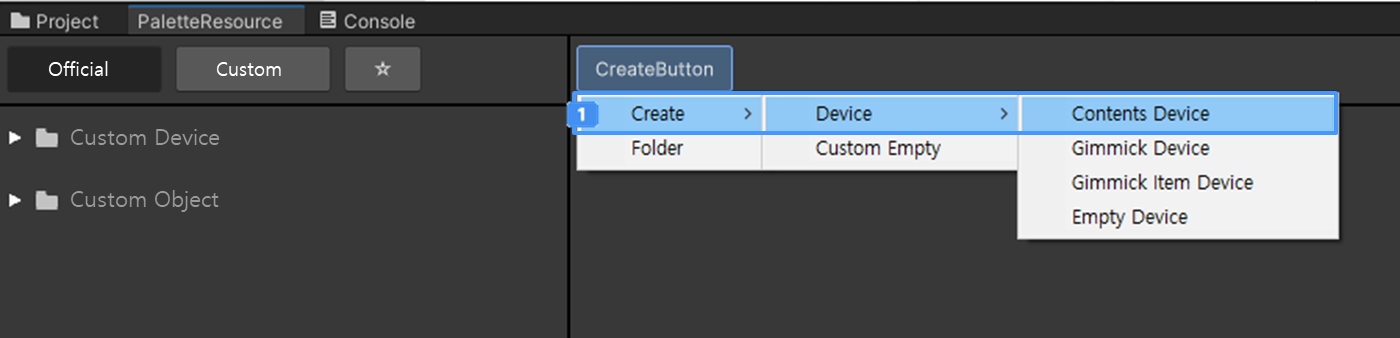 Project PaletteResource Console
Official Custom ☆ CreateButton
1 Create > Device > Contents Device
Custom Device
Folder Custom Empty Gimmick Device
Gimmick Item Device
Custom Object
Empty Device